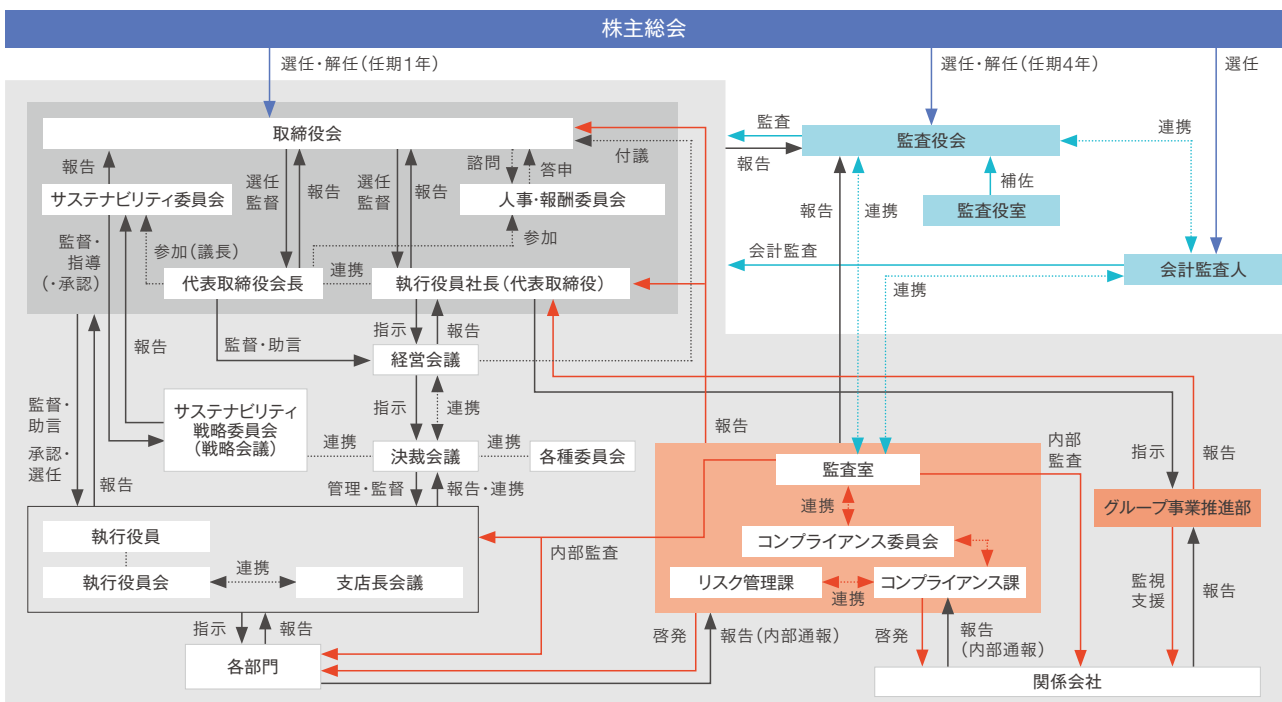 株主総会
選任・解任(任期1年)
選任・解任(任期4年)
選任
取締役会
監査
報告
監査役会
連携
報告
選任
監督
報告
選任
監督
報告
諮問
答申
付議
サステナビリティ委員会
人事・報酬委員会
報告
連携
補佐
監査役室
監督・
指導
(・承認)
参加(議長)
参加
会計監査
会計監査人
代表取締役会長
連携
執行役員社長(代表取締役)
連携
報告
監督・助言
指示
報告
経営会議
監督・
助言
承認・
選任
報告
サステナビリティ
戦略委員会
(戦略会議)
指示
連携
連携
決裁会議
連携
各種委員会
報告
内部
監査
指示
報告
監査室
管理・監督
報告・連携
連携
グループ事業推進部
執行役員
内部監査
コンプライアンス委員会
執行役員会
連携
支店長会議
リスク管理課
連携
コンプライアンス課
監視
支援
報告
指示
報告
啓発
報告(内部通報)
啓発
報告
(内部通報)
各部門
関係会社